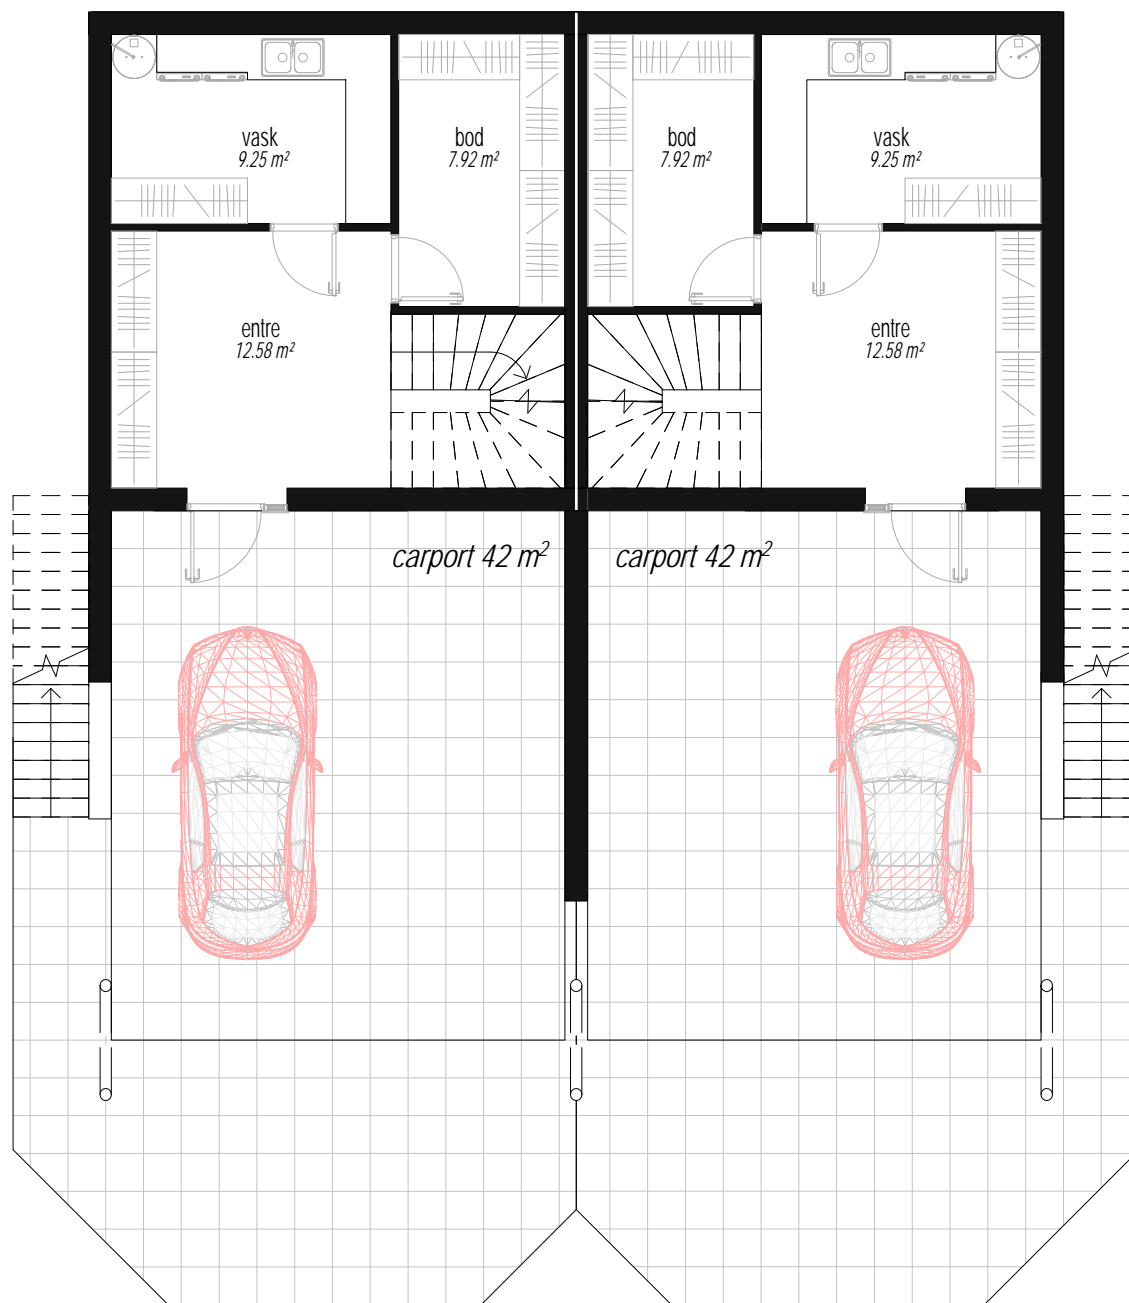 vask
9.25 m²
bod
7.92 m²
bod
7.92 m²
vask
9.25 m²
entre
12.58 m²
entre
12.58 m²
carport 42 m²
carport 42 m²